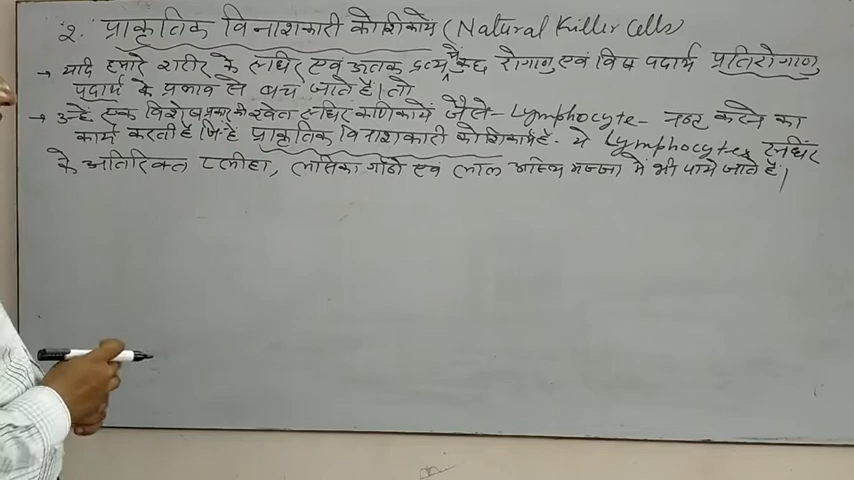 2. प्राकृतिक विनाशकारी कोशिकायें (Natural Killer Cells)
→ यदि हमारे शरीर के रूधिर एवं ऊतक द्रव्य में कुछ रोगाणु एवं विष पदार्थ प्रतिरोगाणु
पदार्थ के प्रभाव से बच जाते हैं। तो
→ उन्हें एक विशेष प्रकार की श्वेत रूधिर कणिकायें जैसे - Lymphocyte - नष्ट करने का
कार्य करती हैं जिन्हें प्राकृतिक विनाशकारी कोशिकायें हैं. ये Lymphocytes रूधिर
के अतिरिक्त प्लीहा, लसिका गांठों एवं लाल अस्थि मज्जा में भी पाये जाते हैं।